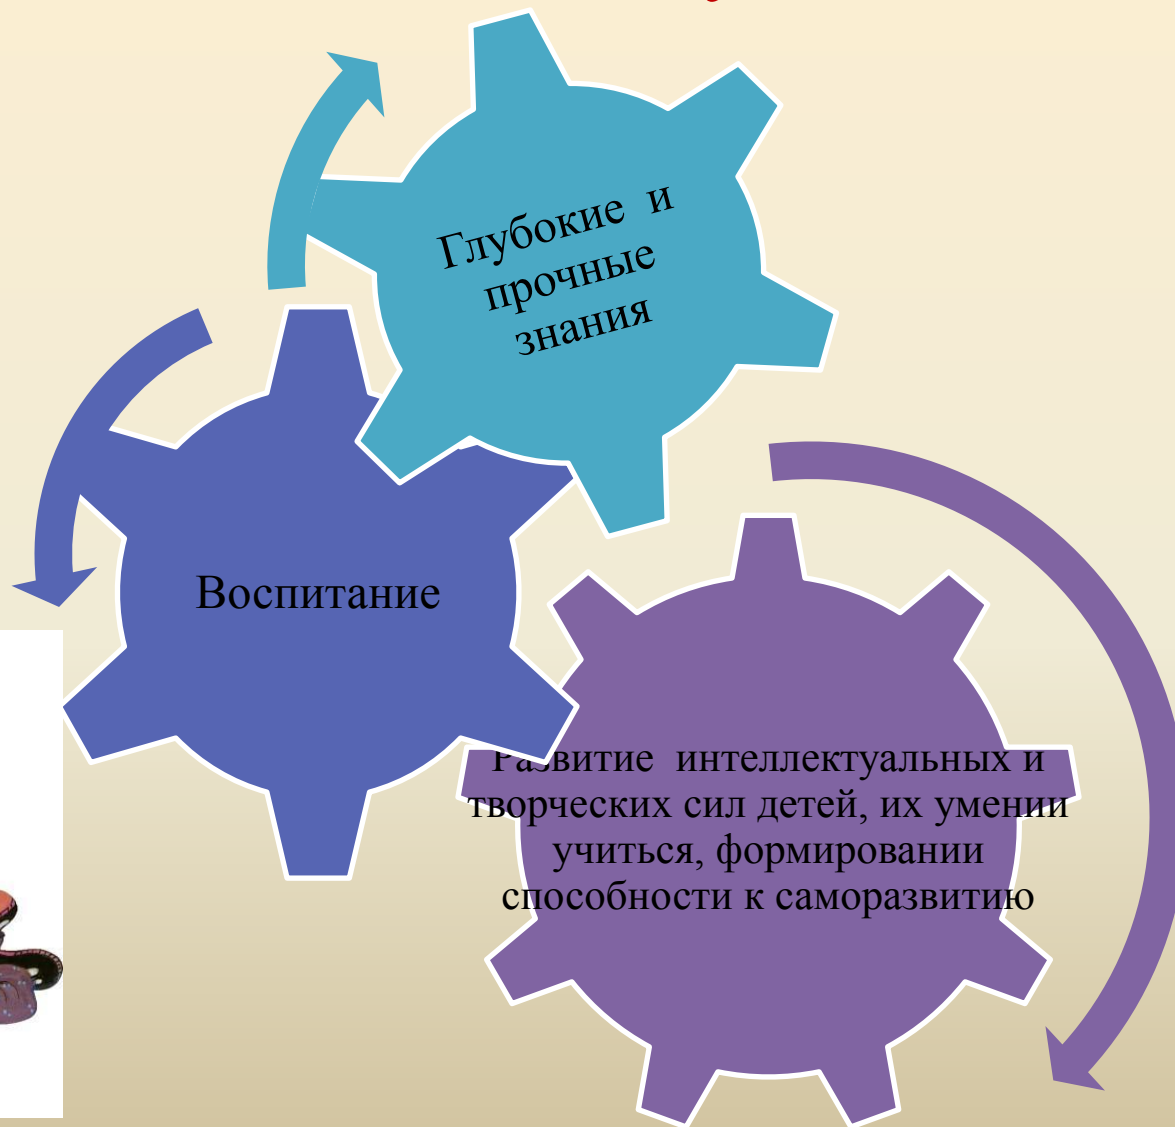 Глубокие и
прочные
знания
Воспитание
Развитие интеллектуальных и
творческих сил детей, их умении
учиться, формировании
способности к саморазвитию